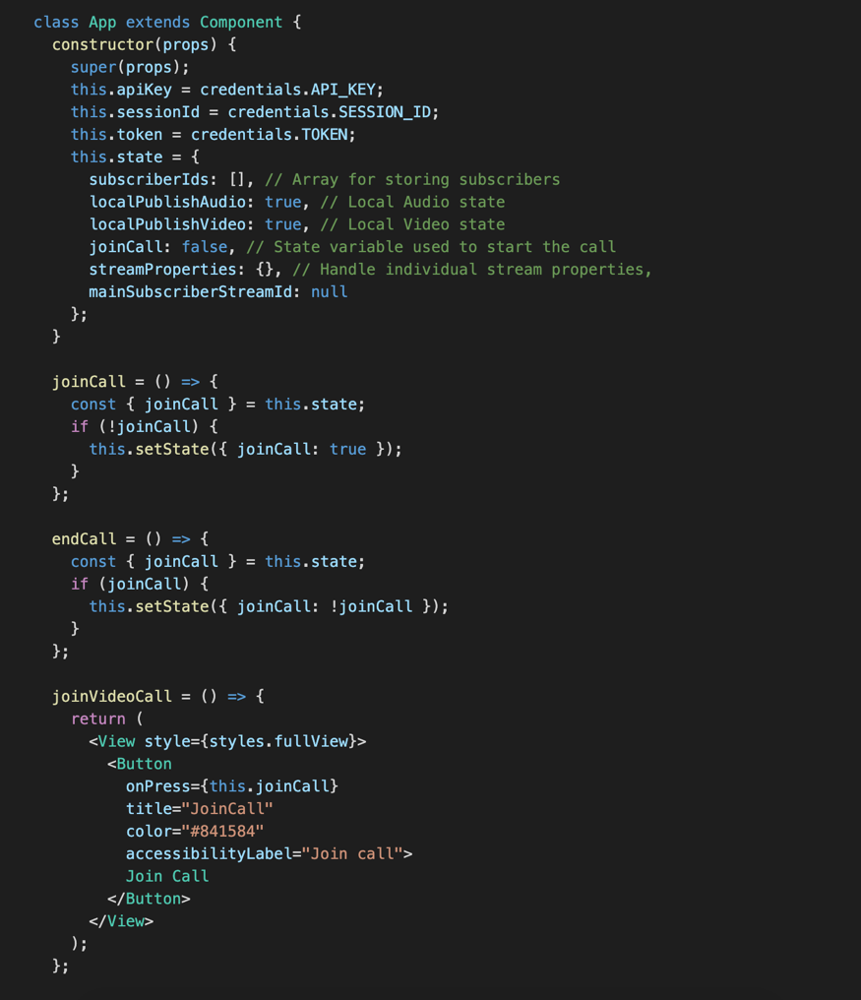 class App extends Component {
  constructor(props) {
    super(props);
    this.apiKey = credentials.API_KEY;
    this.sessionId = credentials.SESSION_ID;
    this.token = credentials.TOKEN;
    this.state = {
      subscriberIds: [], // Array for storing subscribers
      localPublishAudio: true, // Local Audio state
      localPublishVideo: true, // Local Video state
      joinCall: false, // State variable used to start the call
      streamProperties: {}, // Handle individual stream properties,
      mainSubscriberStreamId: null
    };
  }

  joinCall = () => {
    const { joinCall } = this.state;
    if (!joinCall) {
      this.setState({ joinCall: true });
    }
  };

  endCall = () => {
    const { joinCall } = this.state;
    if (joinCall) {
      this.setState({ joinCall: !joinCall });
    }
  };

  joinVideoCall = () => {
    return (
      <View style={styles.fullView}>
        <Button
          onPress={this.joinCall}
          title="JoinCall"
          color="#841584"
          accessibilityLabel="Join call">
          Join Call
        </Button>
      </View>
    );
  };